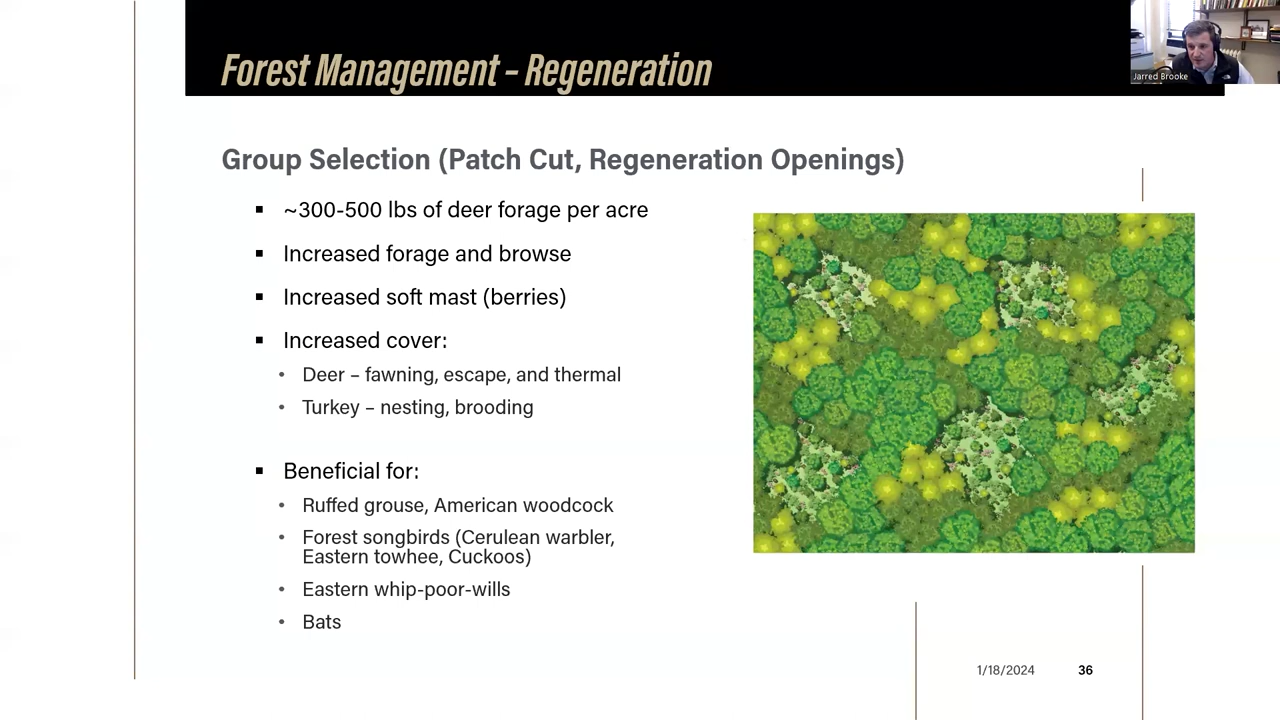 Forest Management – Regeneration
Jarred Brooke
Group Selection (Patch Cut, Regeneration Openings)
▪ ~300-500 lbs of deer forage per acre
▪ Increased forage and browse
▪ Increased soft mast (berries)
▪ Increased cover:
• Deer – fawning, escape, and thermal
• Turkey – nesting, brooding
▪ Beneficial for:
• Ruffed grouse, American woodcock
• Forest songbirds (Cerulean warbler,
Eastern towhee, Cuckoos)
• Eastern whip-poor-wills
• Bats
1/18/2024
36